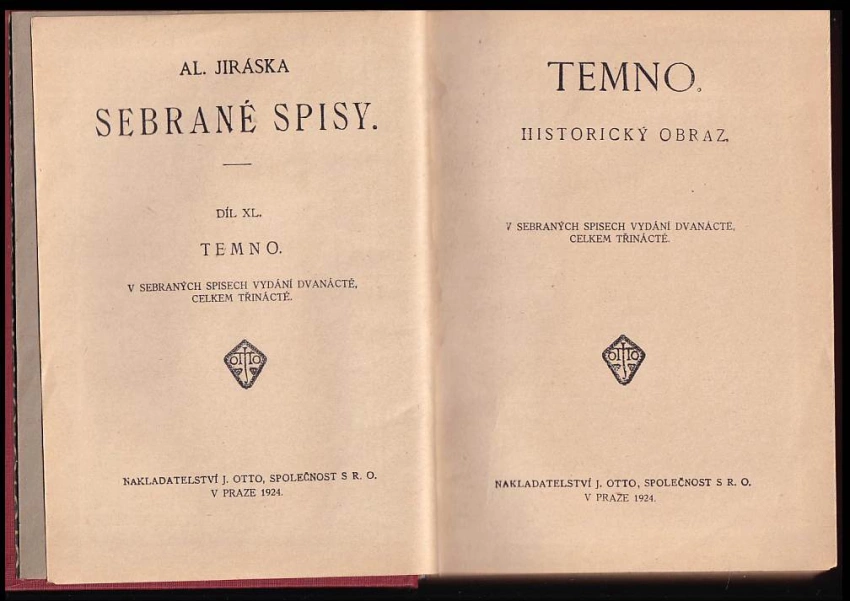 AL. JIRÁSKA
SEBRANÉ SPISY.
DÍL XL.
TEMNO.
V SEBRANÝCH SPISECH VYDÁNÍ DVANÁCTÉ,
CELKEM TŘINÁCTÉ.
OTTO
NAKLADATELSTVÍ J. OTTO, SPOLEČNOST S R. O.
V PRAZE 1924.
TEMNO.
HISTORICKÝ OBRAZ.
V SEBRANÝCH SPISECH VYDÁNÍ DVANÁCTÉ,
CELKEM TŘINÁCTÉ.
OTTO
NAKLADATELSTVÍ J. OTTO, SPOLEČNOST S R. O.
V PRAZE 1924.